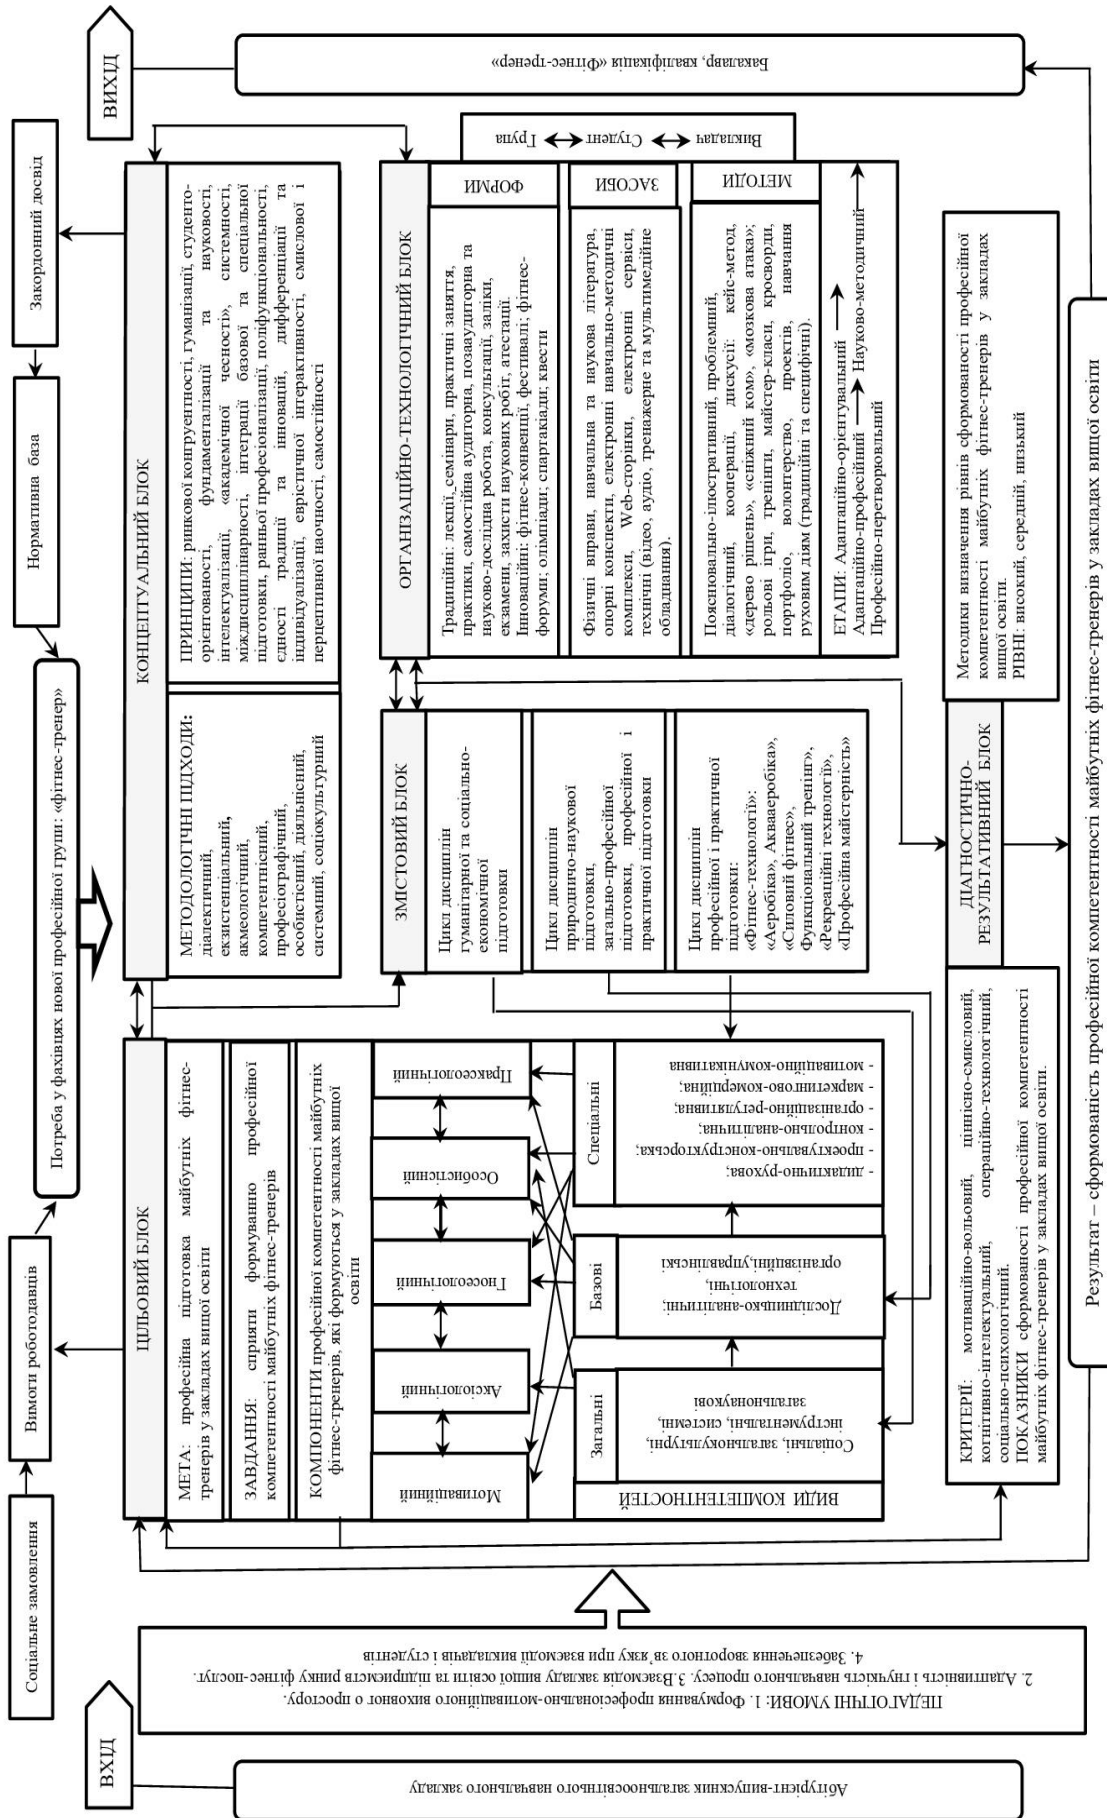 ВХІД
Абітурієнт-випускник загальноосвітнього навчального закладу
ПЕДАГОГІЧНІ УМОВИ: 1. Формування професіонально-мотиваційного виховног о простору.
2. Адаптивність і гнучкість навчального процесу. 3.Взаємодія закладу вищої освіти та підприємств ринку фітнес-послуг.
4. Забезпечення зворотного зв’язку при взаємодії викладачів і студентів
Соціальне замовлення
Вимоги роботодавців
Потреба у фахівцях нової професійної групи: «фітнес-тренер»
Нормативна база
Закордонний досвід
ЦІЛЬОВИЙ БЛОК
МЕТА: професійна підготовка майбутніх фітнес-
тренерів у закладах вищої освіти
ЗАВДАННЯ: сприяти формуванню професійної
компетентності майбутніх фітнес-тренерів
КОМПОНЕНТИ професійної компетентності майбутніх
фітнес-тренерів, які формуються у закладах вищої
освіти
Мотиваційний
Аксіологічний
Гносеологічний
Особистісний
Праксеологічний
ВИДИ КОМПЕТЕНТНОСТЕЙ
Загальні
Соціальні, загальнокультурні,
інструментальні, системні,
загальнонаукові
Базові
Дослідницько-аналітичні,
технологічні,
організаційні,управлінські
Спеціальні
- дидактично-рухова;
- проектувально-конструкторська;
- контрольно-аналітична;
- організаційно-регулятивна;
- маркетингово-комерційна;
- мотиваційно-комунікативна
КОНЦЕПТУАЛЬНИЙ БЛОК
МЕТОДОЛОГІЧНІ ПІДХОДИ:
діалектичний,
екзистенціальний,
акмеологічний,
компетентнісний,
професіографічний,
особистісний, діяльнісний,
системний, соціокультурний
ПРИНЦИПИ: ринкової конгруентності, гуманізації, студенто-
орієнтованості, фундаменталізації та науковості,
інтелектуалізації, «академічної чесності», системності,
міждисциплінарності, інтеграції базової та спеціальної
підготовки, ранньої професіоналізації, поліфункціональності,
єдності традиції та інновацій, дифференціації та
індивідуалізації, евристичної інтерактивності, смислової і
перцептивної наочності, самостійності
ЗМІСТОВИЙ БЛОК
Цикл дисциплін
гуманітарної та соціально-
економічної
підготовки
Цикл дисциплін
природничо-наукової
підготовки,
загально-професійної
підготовки, професійної і
практичної підготовки
Цикл дисциплін
професійної і практичної
підготовки:
«Фітнес-технології»:
«Аеробіка», Аквааеробіка»,
«Силовий фітнес»,
Функціональний тренінг»,
«Рекреаційні технології»,
«Професійна майстерність»
ОРГАНІЗАЦІЙНО-ТЕХНОЛОГІЧНИЙ БЛОК
Традиційні: лекції, семінари, практичні заняття,
практики, самостійна аудиторна, позааудиторна та
науково-дослідна робота, консультації, заліки,
екзамени, захисти наукових робіт, атестації.
Інноваційні: фітнес-конвенції, фестивалі; фітнес-
форуми; олімпіади; спартакіади; квести
ФОРМИ
Фізичні вправи, навчальна та наукова література,
опорні конспекти, електронні навчально-методичні
комплекси, Web-сторінки, електронні сервіси,
технічні (відео, аудіо, тренажерне та мультимедійне
обладнання).
ЗАСОБИ
Пояснювально-ілюстративний, проблемний,
діалогічний, кооперації, дискусії: кейс-метод,
«дерево рішень», «сніжний ком», «мозкова атака»;
рольові ігри, тренінги, майстер-класи, кросворди,
портфоліо, волонтерство, проектів, навчання
руховим діям (традиційні та специфічні).
МЕТОДИ
ЕТАПИ: Адаптаційно-орієнтувальний
Адаптаційно-професійний Науково-методичний
Професійно-перетворювальний
Викладач Студент Група
ДІАГНОСТИЧНО-
РЕЗУЛЬТАТИВНИЙ БЛОК
КРИТЕРІЇ: мотиваційно-вольовий, ціннісно-смисловий,
когнітивно-інтелектуальний, операційно-технологічний,
соціально-психологічний.
ПОКАЗНИКИ сформованості професійної компетентності
майбутніх фітнес-тренерів у закладах вищої освіти.
Методики визначення рівнів сформованості професійної
компетентності майбутніх фітнес-тренерів у закладах
вищої освіти.
РІВНІ: високий, середній, низький
Результат – сформованість професійної компетентності майбутніх фітнес-тренерів у закладах вищої освіти
ВИХІД
Бакалавр, кваліфікація «Фітнес-тренер»